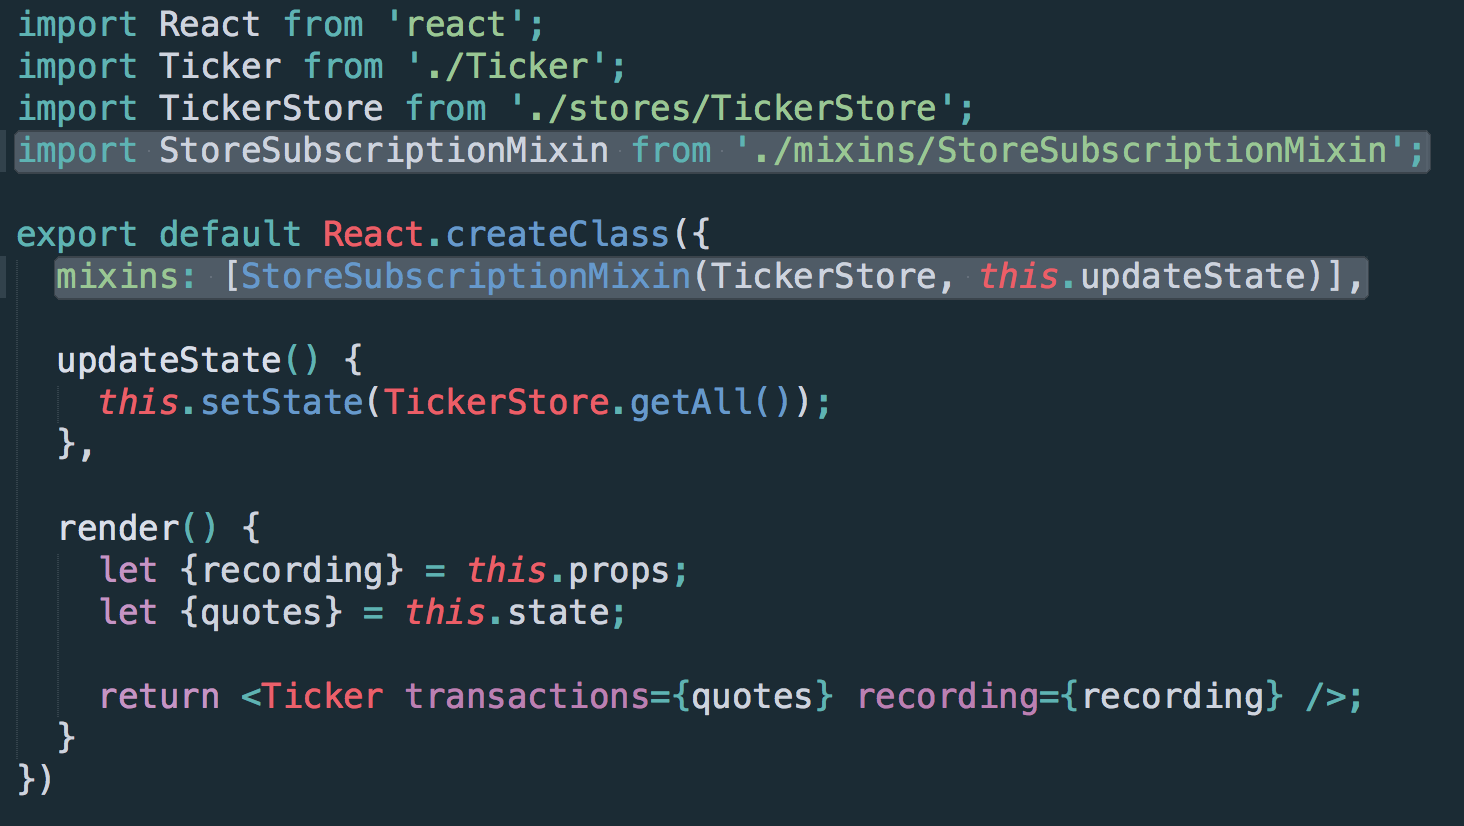 import React from 'react';
import Ticker from './Ticker';
import TickerStore from './stores/TickerStore';
import StoreSubscriptionMixin from './mixins/StoreSubscriptionMixin';
export default React.createClass({
mixins: [StoreSubscriptionMixin(TickerStore, this.updateState)],
updateState() {
this.setState(TickerStore.getAll());
},
render() {
let {recording} = this.props;
let {quotes} = this.state;
return <Ticker transactions={quotes} recording={recording} />;
}
})